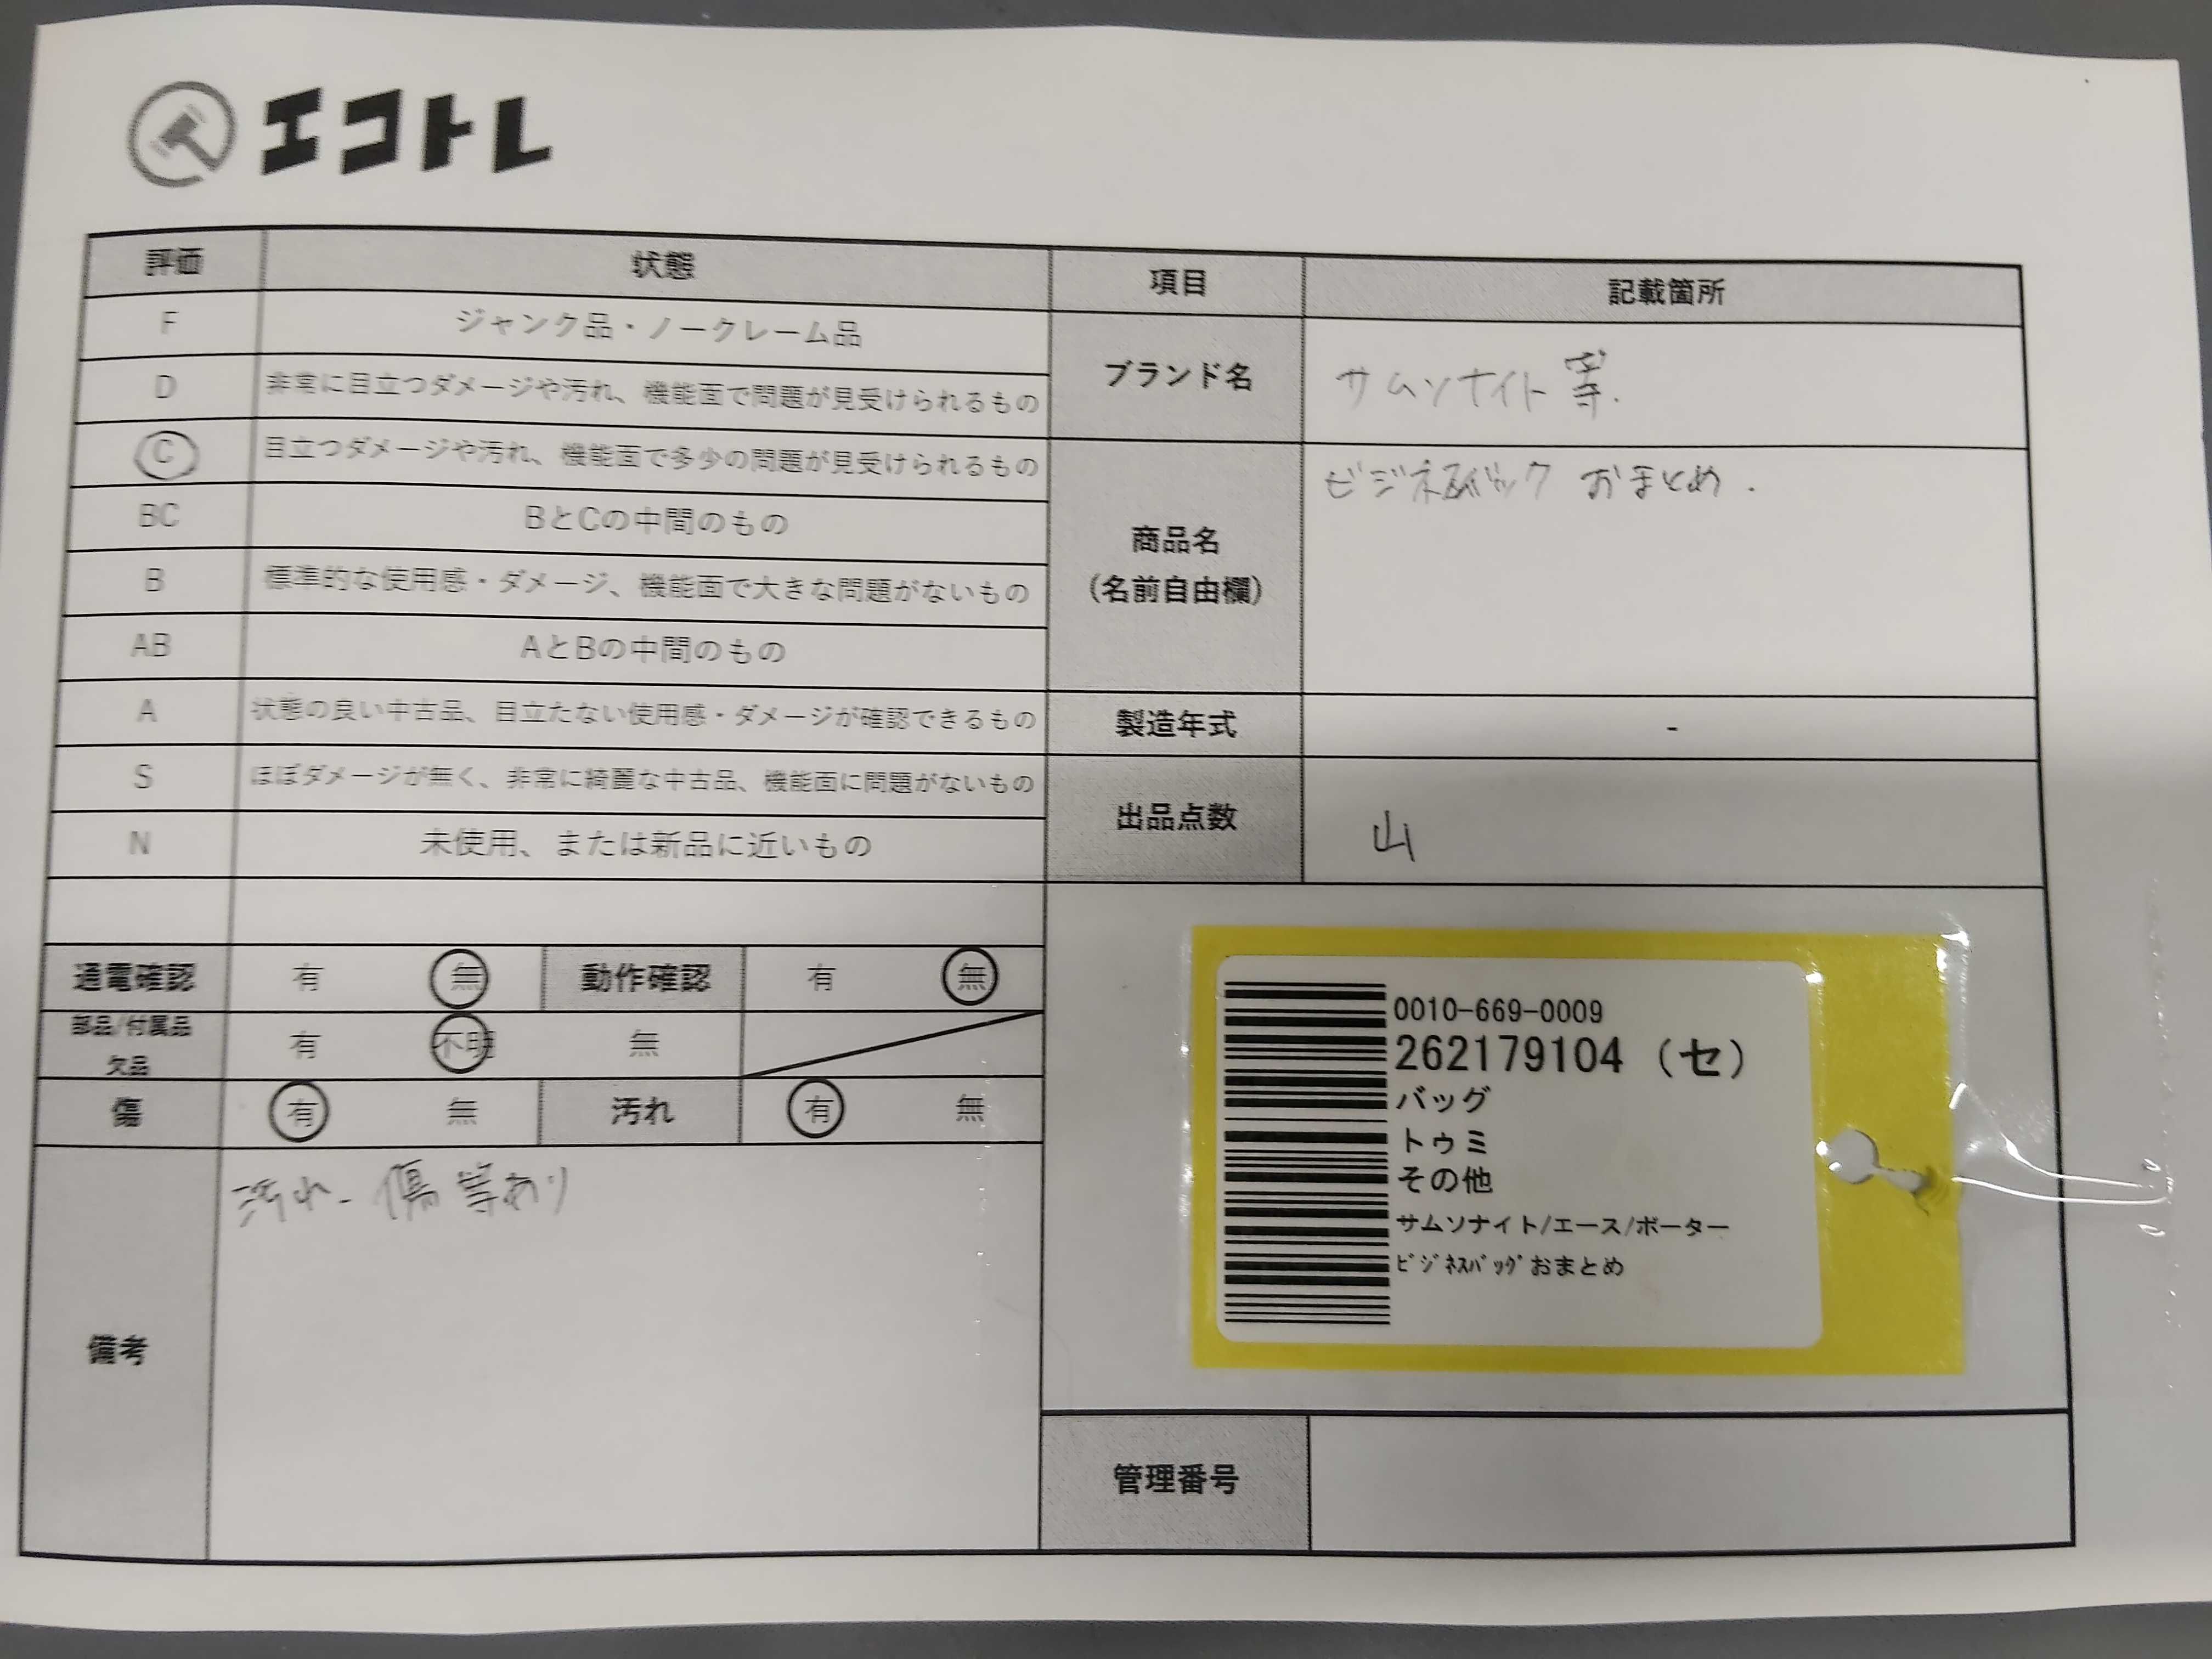 エコトレ
評価 状態 項目 記載箇所
F ジャンク品・ノークレーム品
D 非常に目立つダメージや汚れ、機能面で問題が見受けられるもの
ブランド名 サムソナイト等.
C 目立つダメージや汚れ、機能面で多少の問題が見受けられるもの
BC BとCの中間のもの
B 標準的な使用感・ダメージ、機能面で大きな問題がないもの
AB AとBの中間のもの
商品名
(名前自由欄)
ビジネスバック おまとめ.
A 状態の良い中古品、目立たない使用感・ダメージが確認できるもの
製造年式 -
S ほぼダメージが無く、非常に綺麗な中古品、機能面に問題がないもの
N 未使用、または新品に近いもの
出品点数 山
通電確認 有 無 動作確認 有 無
部品/付属品
欠品
有 不明 無
傷 有 無 汚れ 有 無
備考
汚れ-傷等あり
0010-669-0009
262179104 (セ)
バッグ
トゥミ
その他
サムソナイト/エース/ポーター
ﾋﾞｼﾞﾈｽﾊﾞｯｸﾞおまとめ
管理番号